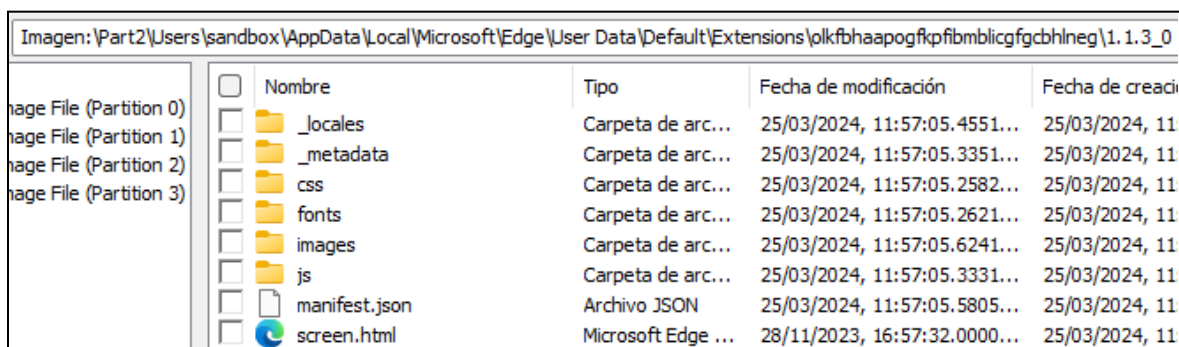 Imagen:\Part2\Users\sandbox\AppData\Local\Microsoft\Edge\User Data\Default\Extensions\olkfbhaapogfkpfibmblicgfgcbhlneg\1.1.3_0
nage File (Partition 0)
nage File (Partition 1)
nage File (Partition 2)
nage File (Partition 3)
Nombre Tipo Fecha de modificación Fecha de creació
_locales Carpeta de arc... 25/03/2024, 11:57:05.4551... 25/03/2024, 11:
_metadata Carpeta de arc... 25/03/2024, 11:57:05.3351... 25/03/2024, 11:
css Carpeta de arc... 25/03/2024, 11:57:05.2582... 25/03/2024, 11:
fonts Carpeta de arc... 25/03/2024, 11:57:05.2621... 25/03/2024, 11:
images Carpeta de arc... 25/03/2024, 11:57:05.6241... 25/03/2024, 11:
js Carpeta de arc... 25/03/2024, 11:57:05.3331... 25/03/2024, 11:
manifest.json Archivo JSON 25/03/2024, 11:57:05.5805... 25/03/2024, 11:
screen.html Microsoft Edge ... 28/11/2023, 16:57:32.0000... 25/03/2024, 11: